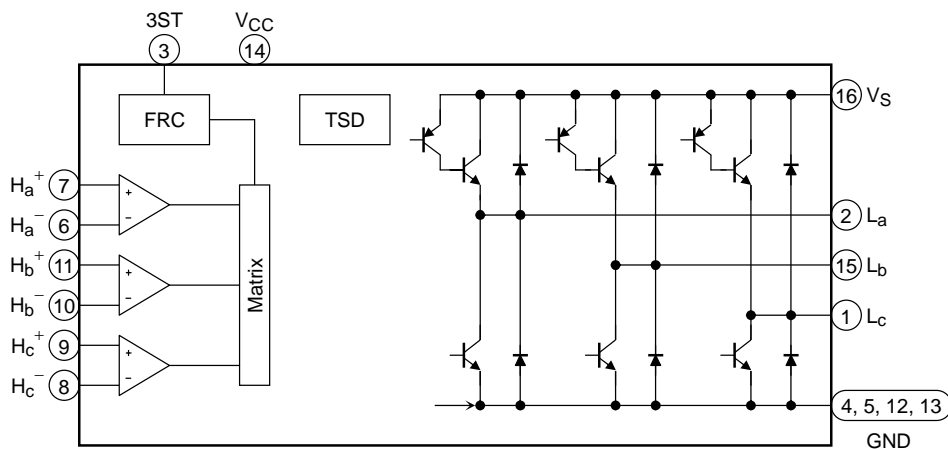 3ST
3
VCC
14
FRC
TSD
16 VS
Ha+ 7
+
Ha− 6
−
2 La
Hb+ 11
+
15 Lb
Hb− 10
−
Matrix
Hc+ 9
+
1 Lc
Hc− 8
−
4, 5, 12, 13
GND